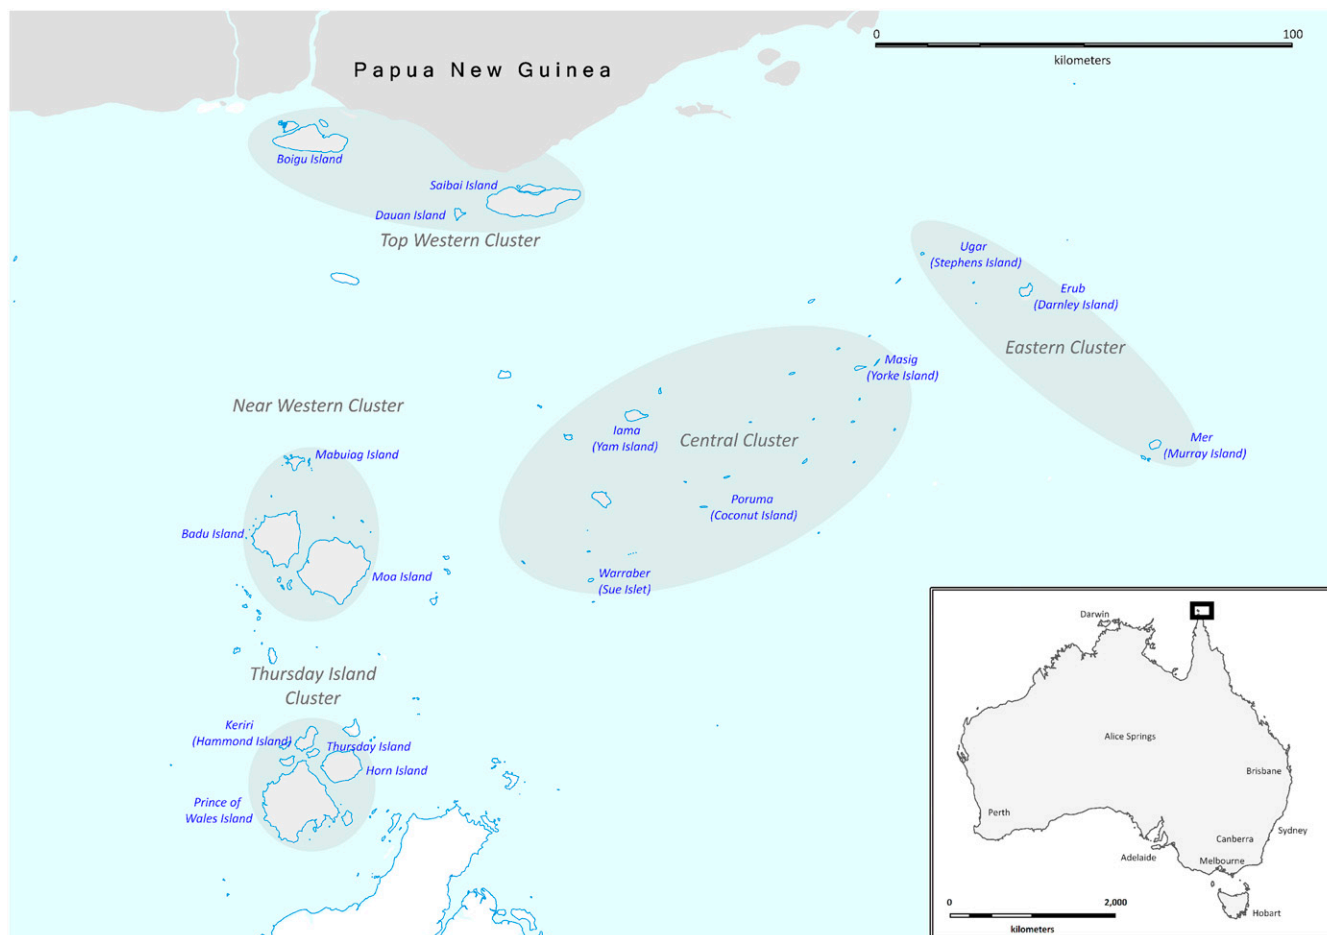 0
100
kilometers
Papua New Guinea
Boigu Island
Saibai Island
Dauan Island
Top Western Cluster
Ugar
(Stephens Island)
Erub
(Darnley Island)
Eastern Cluster
Masig
(Yorke Island)
Near Western Cluster
Iama
(Yam Island)
Central Cluster
Mer
(Murray Island)
Mabuiag Island
Poruma
(Coconut Island)
Badu Island
Moa Island
Warraber
(Sue Islet)
Thursday Island
Cluster
Keriri
(Hammond Island)
Thursday Island
Horn Island
Prince of
Wales Island
Darwin
Alice Springs
Brisbane
Perth
Sydney
Canberra
Adelaide
Melbourne
Hobart
0
2,000
kilometers